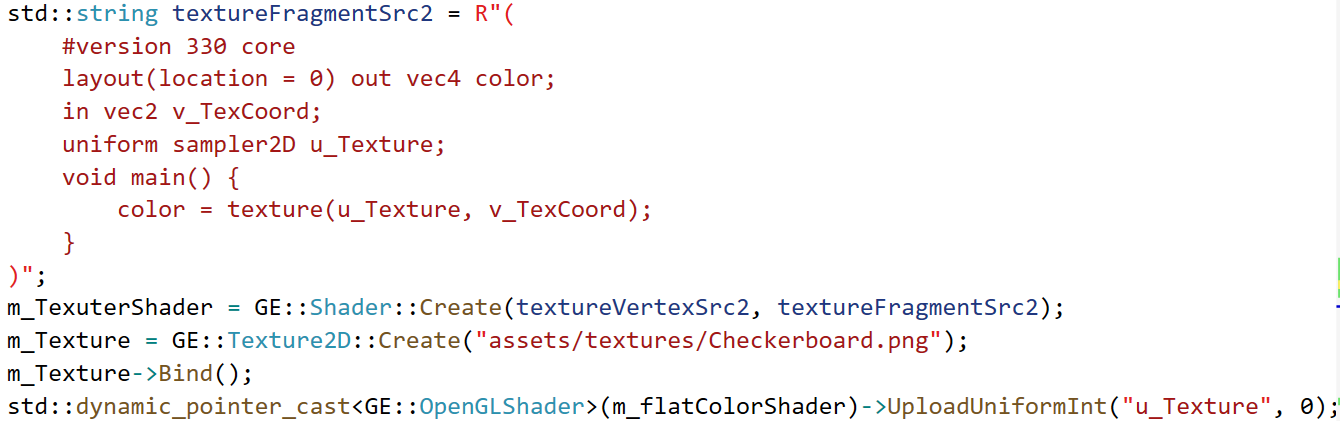 std::string textureFragmentSrc2 = R"(
    #version 330 core
    layout(location = 0) out vec4 color;
    in vec2 v_TexCoord;
    uniform sampler2D u_Texture;
    void main() {
        color = texture(u_Texture, v_TexCoord);
    }
)";
m_TexuterShader = GE::Shader::Create(textureVertexSrc2, textureFragmentSrc2);
m_Texture = GE::Texture2D::Create("assets/textures/Checkerboard.png");
m_Texture->Bind();
std::dynamic_pointer_cast<GE::OpenGLShader>(m_flatColorShader)->UploadUniformInt("u_Texture", 0);